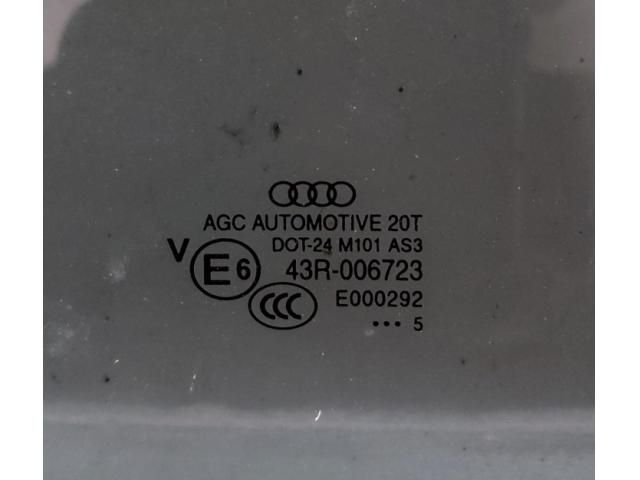 AGC AUTOMOTIVE 20T
DOT-24 M101 AS3
V
E6 43R-006723
CCC E000292
••• 5